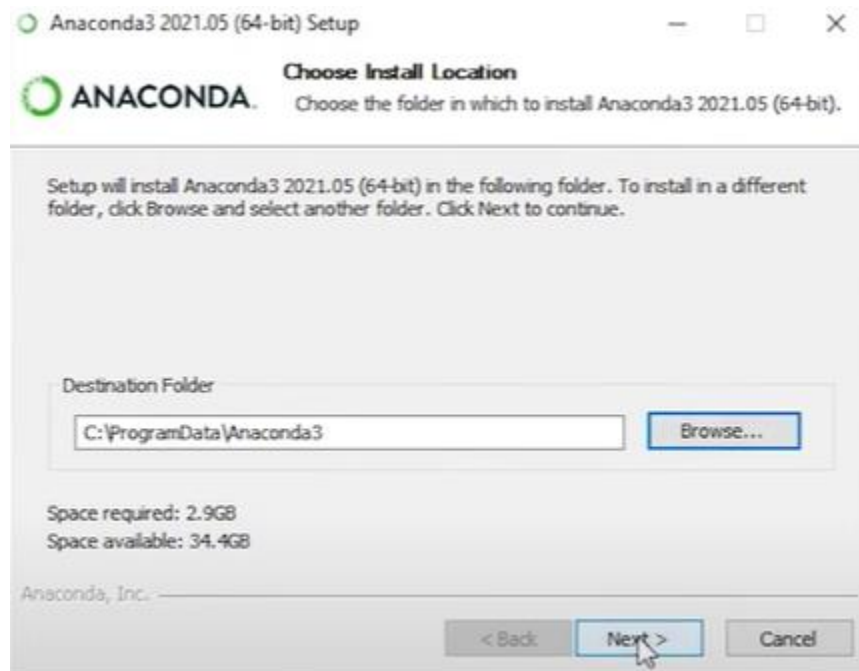 Anaconda3 2021.05 (64-bit) Setup
ANACONDA.
Choose Install Location
Choose the folder in which to install Anaconda3 2021.05 (64-bit).
Setup will install Anaconda3 2021.05 (64-bit) in the following folder. To install in a different
folder, click Browse and select another folder. Click Next to continue.
Destination Folder
C:\ProgramData\Anaconda3
Browse...
Space required: 2.9GB
Space available: 34.4GB
Anaconda, Inc.
< Back
Next >
Cancel